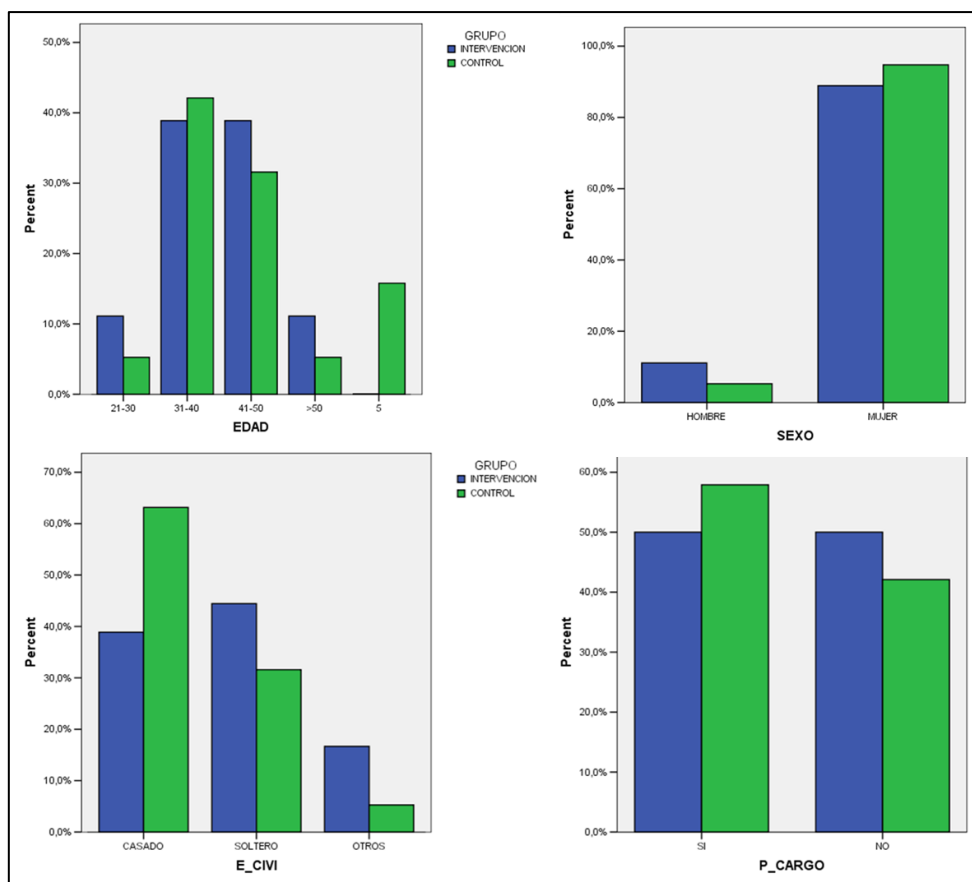 GRUPO
INTERVENCION
CONTROL
Percent
50,0%
40,0%
30,0%
20,0%
10,0%
0,0%
21-30
31-40
41-50
>50
5
EDAD
Percent
100,0%
80,0%
60,0%
40,0%
20,0%
0,0%
HOMBRE
MUJER
SEXO
GRUPO
INTERVENCION
CONTROL
Percent
70,0%
60,0%
50,0%
40,0%
30,0%
20,0%
10,0%
0,0%
CASADO
SOLTERO
OTROS
E_CIVI
Percent
60,0%
50,0%
40,0%
30,0%
20,0%
10,0%
0,0%
SI
NO
P_CARGO